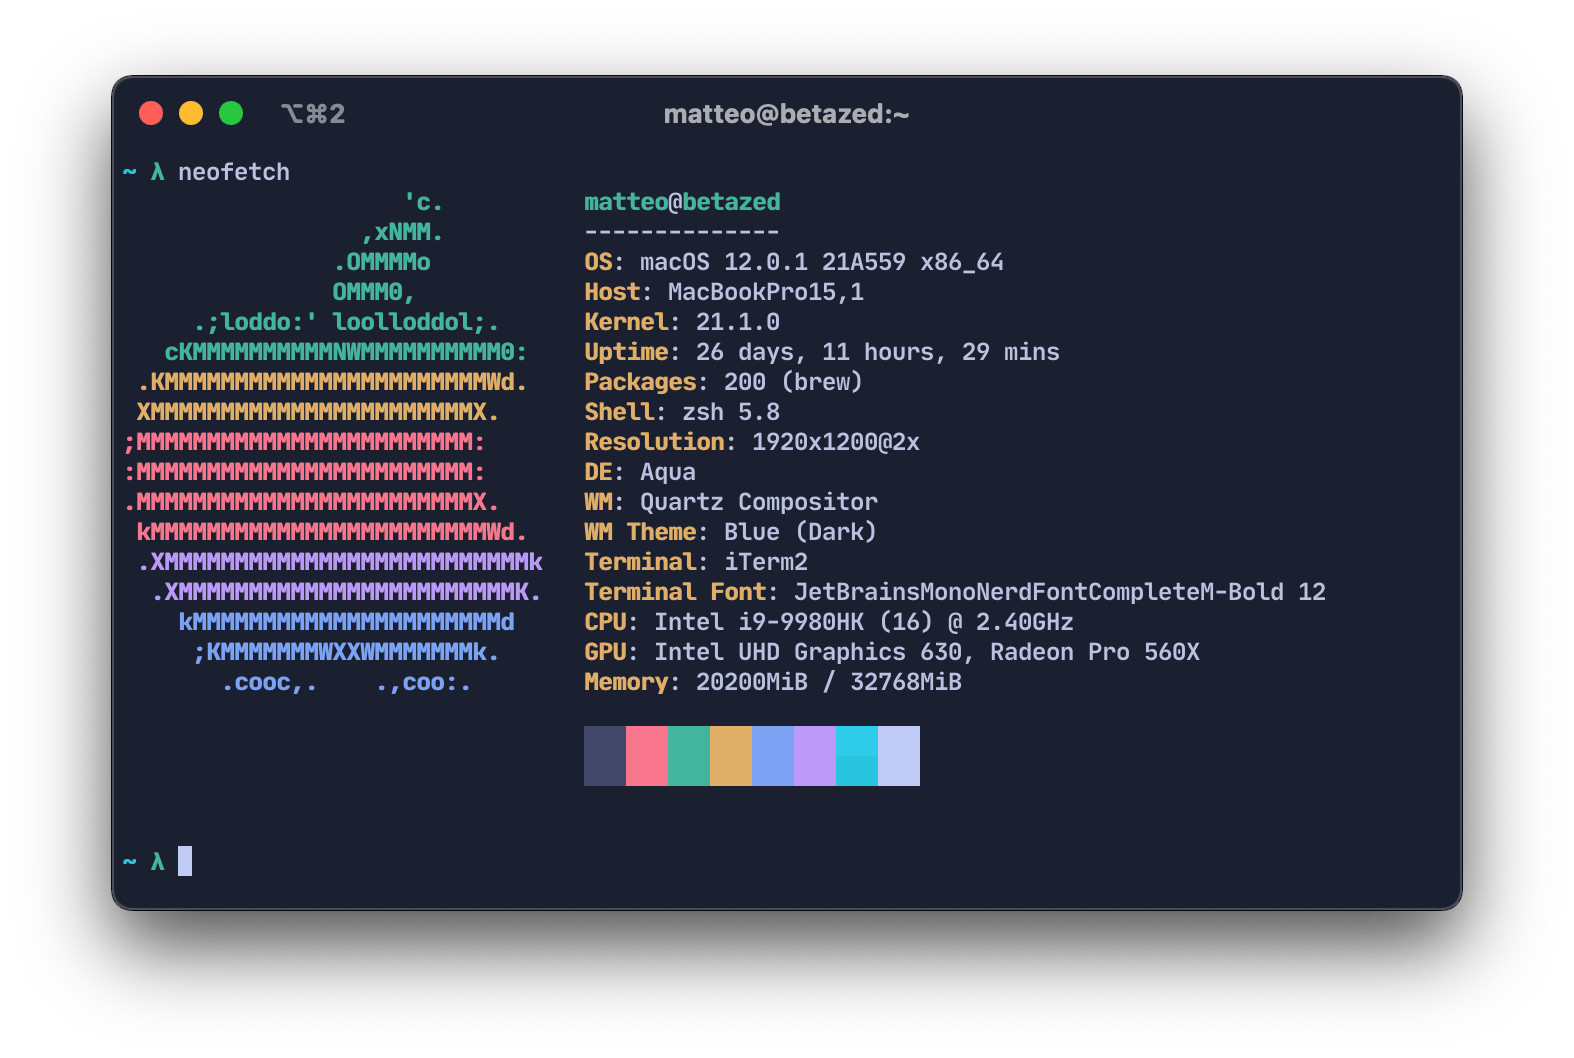 ⌥⌘2 matteo@betazed:~
~ λ neofetch
'c. matteo@betazed
,xNMM. --------------
.OMMMMo OS: macOS 12.0.1 21A559 x86_64
OMMM0, Host: MacBookPro15,1
.;loddo:' loolloddol;. Kernel: 21.1.0
cKMMMMMMMMMMNWMMMMMMMMMM0: Uptime: 26 days, 11 hours, 29 mins
.KMMMMMMMMMMMMMMMMMMMMMMMWd. Packages: 200 (brew)
XMMMMMMMMMMMMMMMMMMMMMMMX. Shell: zsh 5.8
;MMMMMMMMMMMMMMMMMMMMMMMM: Resolution: 1920x1200@2x
:MMMMMMMMMMMMMMMMMMMMMMMM: DE: Aqua
.MMMMMMMMMMMMMMMMMMMMMMMMX. WM: Quartz Compositor
kMMMMMMMMMMMMMMMMMMMMMMMMWd. WM Theme: Blue (Dark)
.XMMMMMMMMMMMMMMMMMMMMMMMMMMk Terminal: iTerm2
.XMMMMMMMMMMMMMMMMMMMMMMMMK. Terminal Font: JetBrainsMonoNerdFontCompleteM-Bold 12
kMMMMMMMMMMMMMMMMMMMMMMd CPU: Intel i9-9980HK (16) @ 2.40GHz
;KMMMMMMMWXXWMMMMMMMk. GPU: Intel UHD Graphics 630, Radeon Pro 560X
.cooc,. .,coo:. Memory: 20200MiB / 32768MiB
~ λ